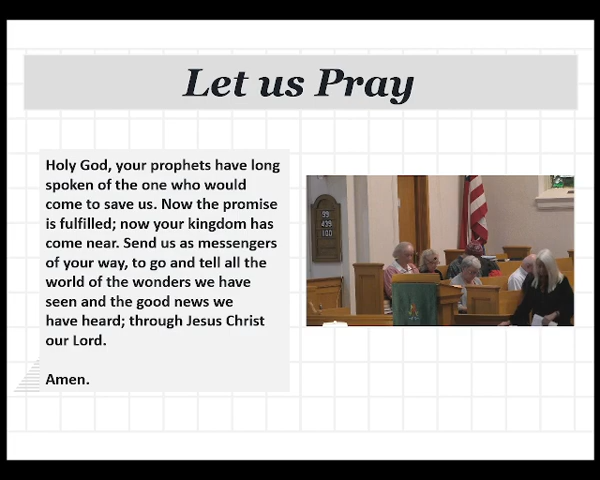 Let us Pray
Holy God, your prophets have long
spoken of the one who would
come to save us. Now the promise
is fulfilled; now your kingdom has
come near. Send us as messengers
of your way, to go and tell all the
world of the wonders we have
seen and the good news we
have heard; through Jesus Christ
our Lord.
Amen.
99
439
100